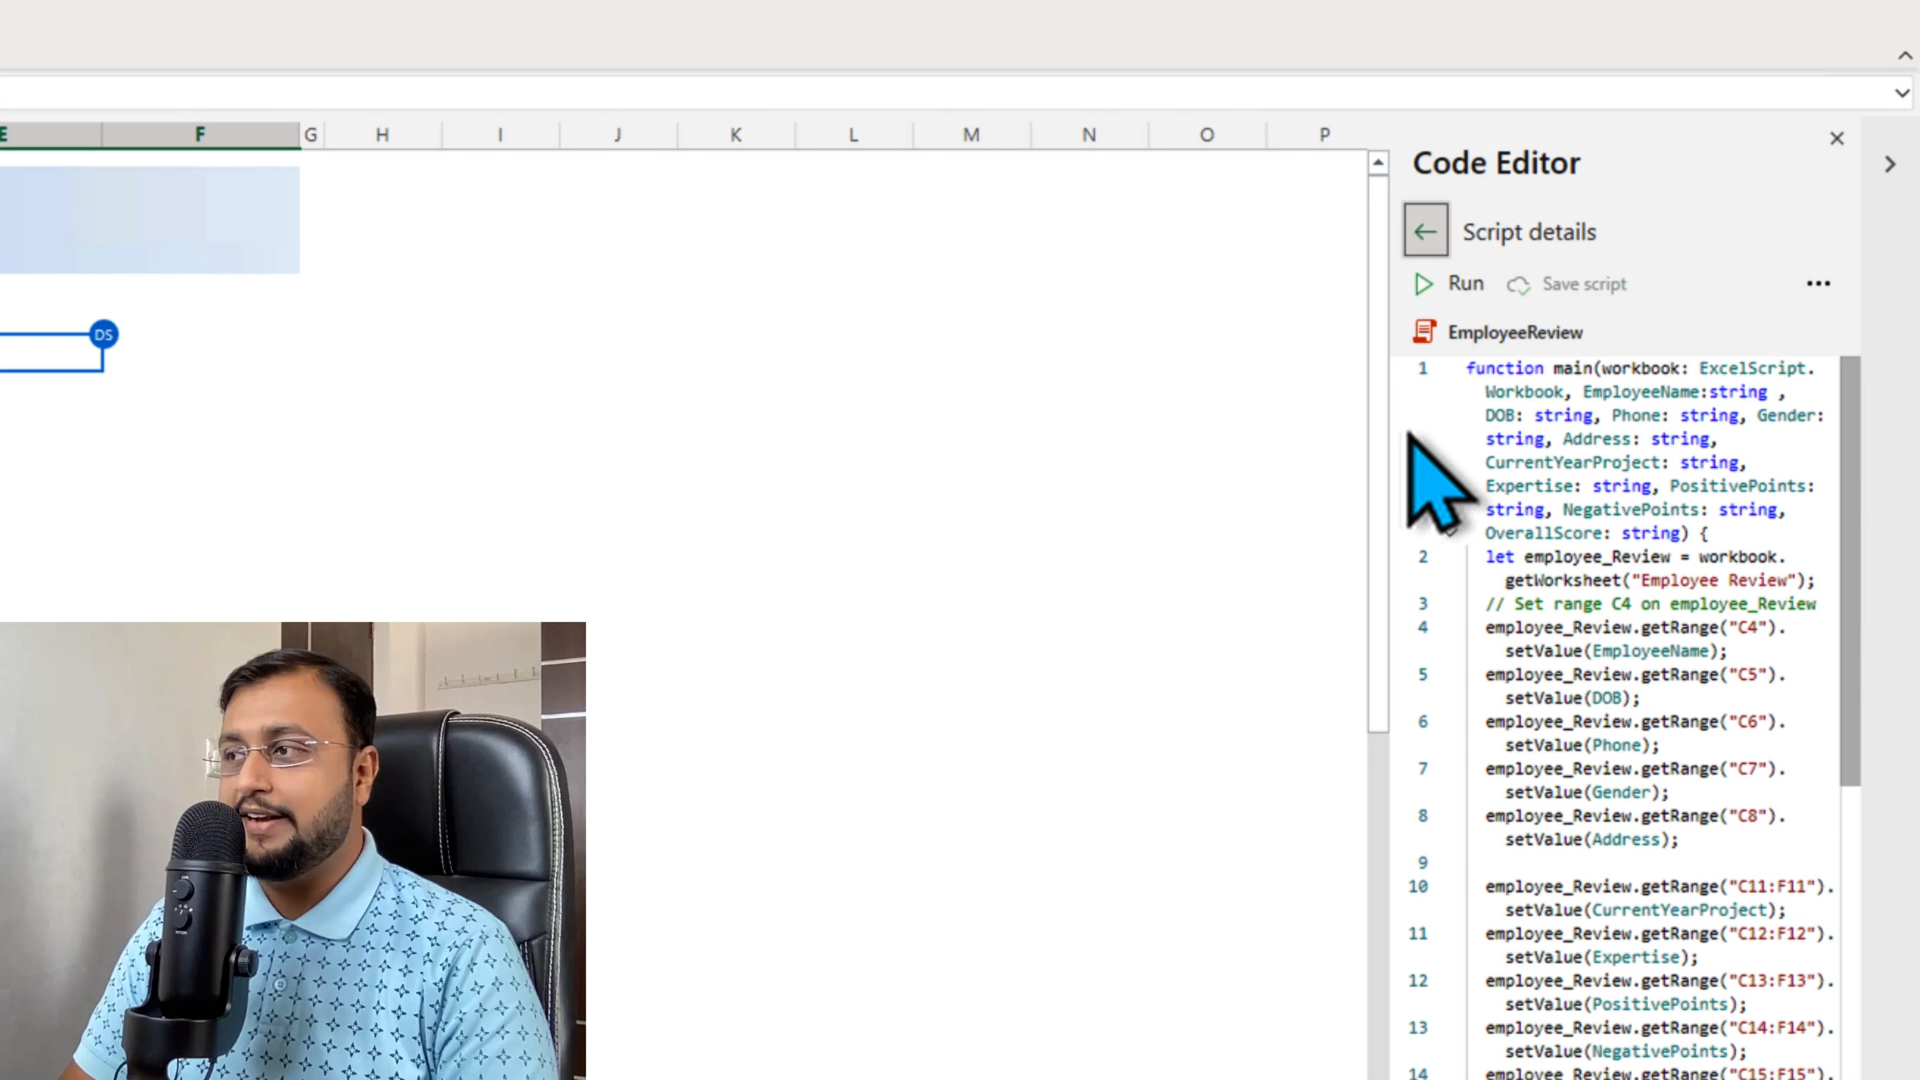 E F G H I J K L M N O P
DS
Code Editor
Script details
Run Save script
EmployeeReview
1 function main(workbook: ExcelScript.
Workbook, EmployeeName:string ,
DOB: string, Phone: string, Gender:
string, Address: string,
CurrentYearProject: string,
Expertise: string, PositivePoints:
string, NegativePoints: string,
OverallScore: string) {
2 let employee_Review = workbook.
getWorksheet("Employee Review");
3 // Set range C4 on employee_Review
4 employee_Review.getRange("C4").
setValue(EmployeeName);
5 employee_Review.getRange("C5").
setValue(DOB);
6 employee_Review.getRange("C6").
setValue(Phone);
7 employee_Review.getRange("C7").
setValue(Gender);
8 employee_Review.getRange("C8").
setValue(Address);
9
10 employee_Review.getRange("C11:F11").
setValue(CurrentYearProject);
11 employee_Review.getRange("C12:F12").
setValue(Expertise);
12 employee_Review.getRange("C13:F13").
setValue(PositivePoints);
13 employee_Review.getRange("C14:F14").
setValue(NegativePoints);
14 employee_Review.getRange("C15:F15").